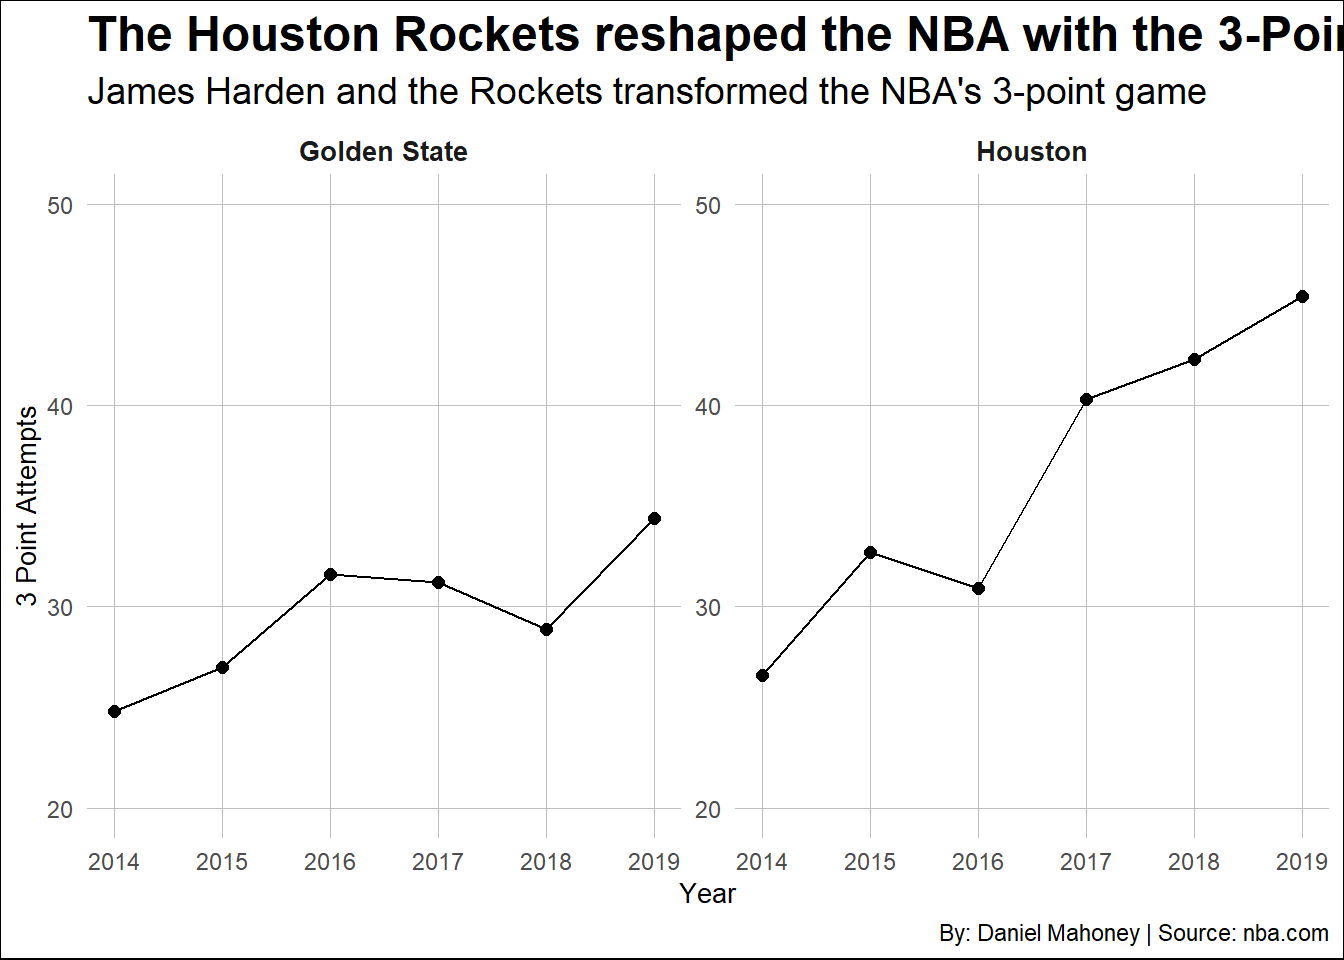 The Houston Rockets reshaped the NBA with the 3-Poi
James Harden and the Rockets transformed the NBA's 3-point game
Golden State
Houston
50
40
30
20
50
40
30
20
3 Point Attempts
2014 2015 2016 2017 2018 2019
2014 2015 2016 2017 2018 2019
Year
By: Daniel Mahoney | Source: nba.com